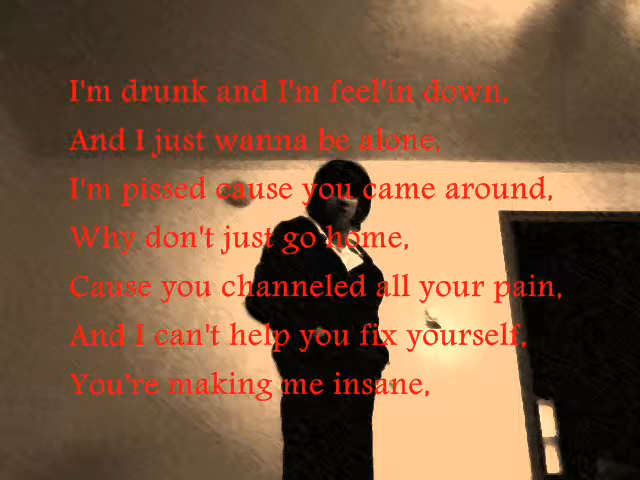 I'm drunk and I'm feel'in down,
And I just wanna be alone,
I'm pissed cause you came around,
Why don't just go home,
Cause you channeled all your pain,
And I can't help you fix yourself,
You're making me insane,